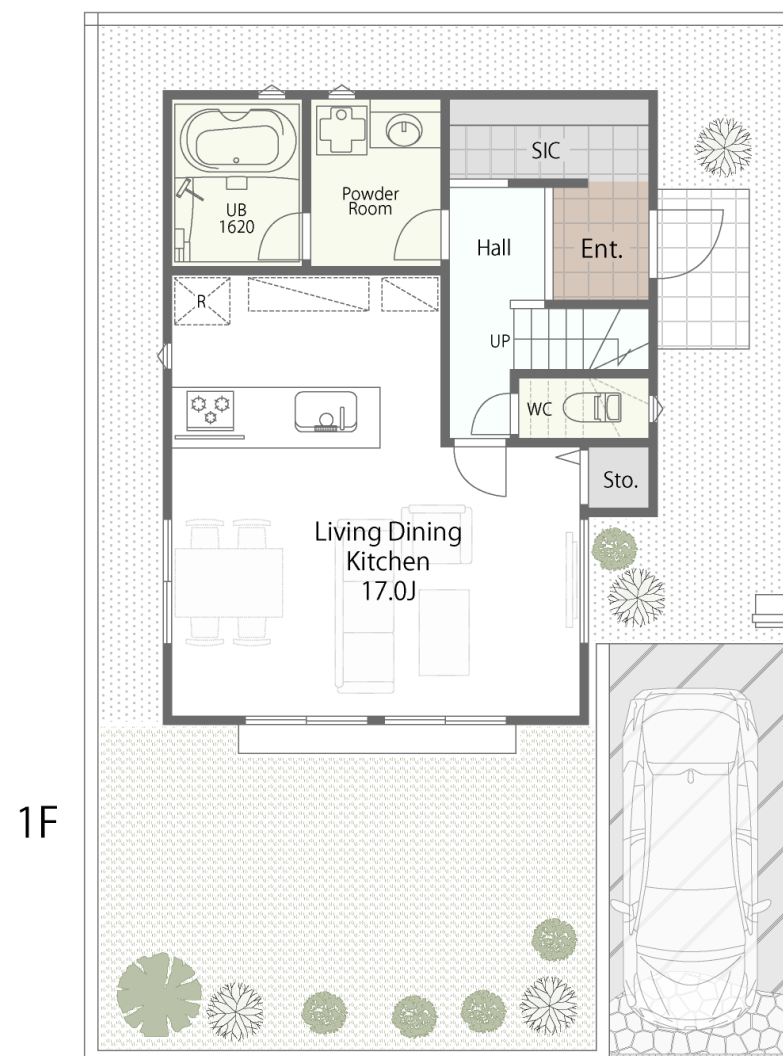 SIC
Powder
Room
UB
1620
Hall
Ent.
R
UP
WC
Sto.
Living Dining
Kitchen
17.0J
1F